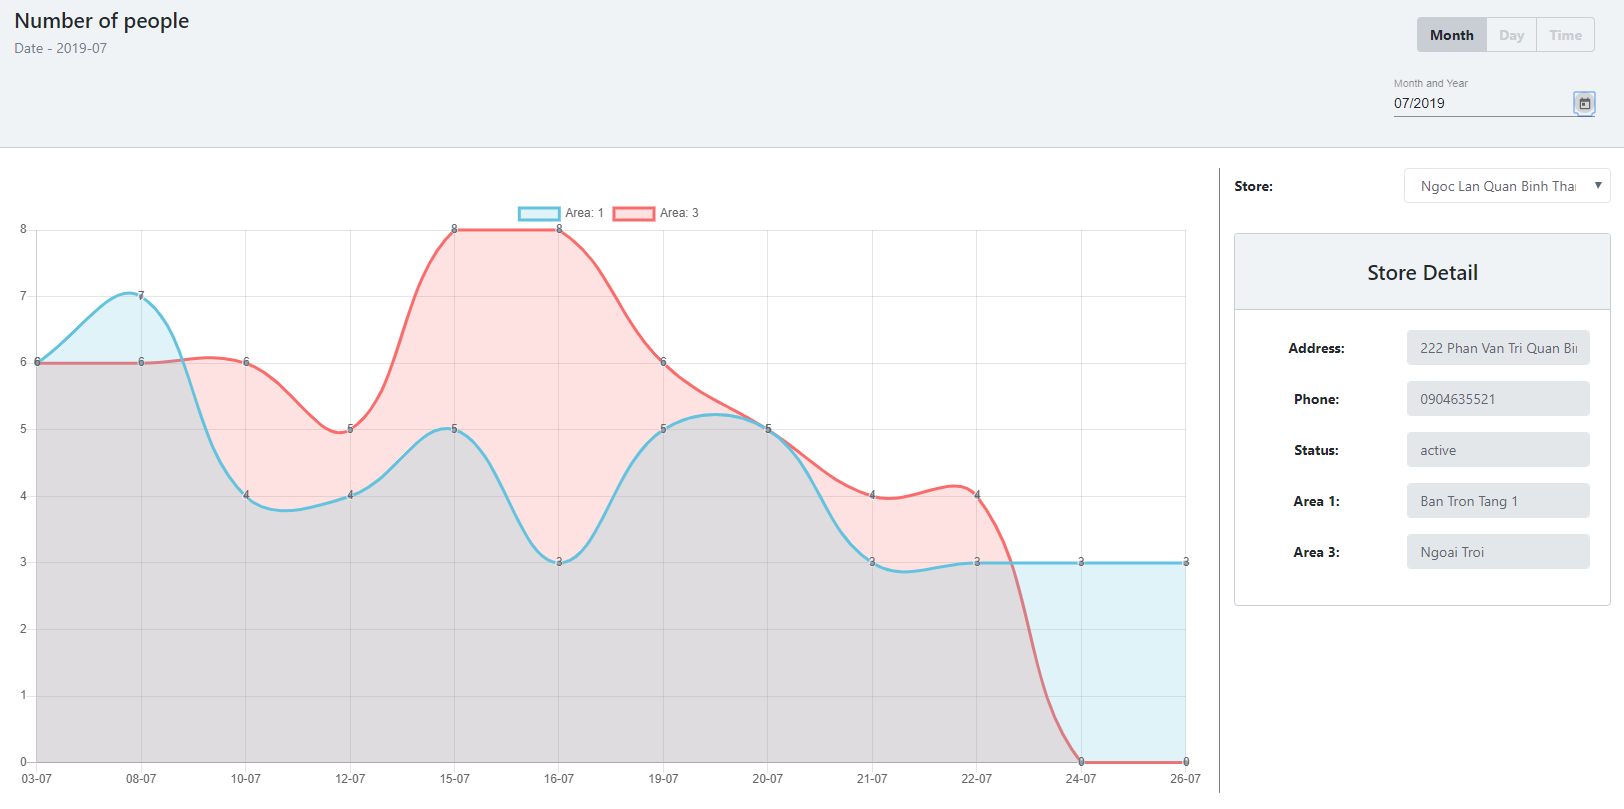 Number of people
Date - 2019-07
Month Day Time
Month and Year
07/2019
Store: Ngoc Lan Quan Binh Tha
Area: 1 Area: 3
8
7
6
5
4
3
2
1
0
6 7 4 4 5 3 5 5 3 3 3 3
6 6 6 5 8 8 6 5 4 4 0 0
03-07 08-07 10-07 12-07 15-07 16-07 19-07 20-07 21-07 22-07 24-07 26-07
Store Detail
Address: 222 Phan Van Tri Quan Bi
Phone: 0904635521
Status: active
Area 1: Ban Tron Tang 1
Area 3: Ngoai Troi